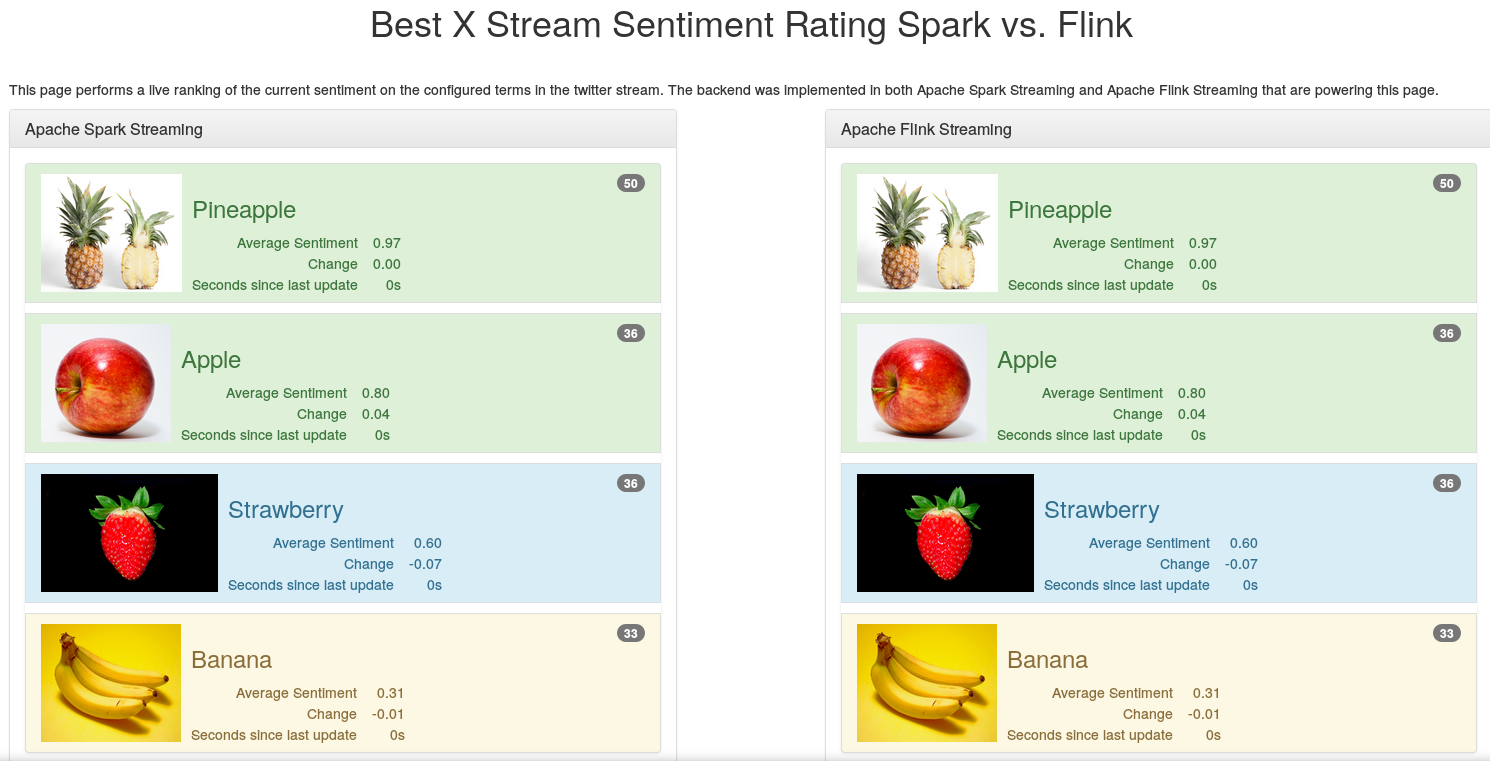 Best X Stream Sentiment Rating Spark vs. Flink
This page performs a live ranking of the current sentiment on the configured terms in the twitter stream. The backend was implemented in both Apache Spark Streaming and Apache Flink Streaming that are powering this page.
Apache Spark Streaming
50
Pineapple
Average Sentiment 0.97
Change 0.00
Seconds since last update 0s
36
Apple
Average Sentiment 0.80
Change 0.04
Seconds since last update 0s
36
Strawberry
Average Sentiment 0.60
Change -0.07
Seconds since last update 0s
33
Banana
Average Sentiment 0.31
Change -0.01
Seconds since last update 0s
Apache Flink Streaming
50
Pineapple
Average Sentiment 0.97
Change 0.00
Seconds since last update 0s
36
Apple
Average Sentiment 0.80
Change 0.04
Seconds since last update 0s
36
Strawberry
Average Sentiment 0.60
Change -0.07
Seconds since last update 0s
33
Banana
Average Sentiment 0.31
Change -0.01
Seconds since last update 0s